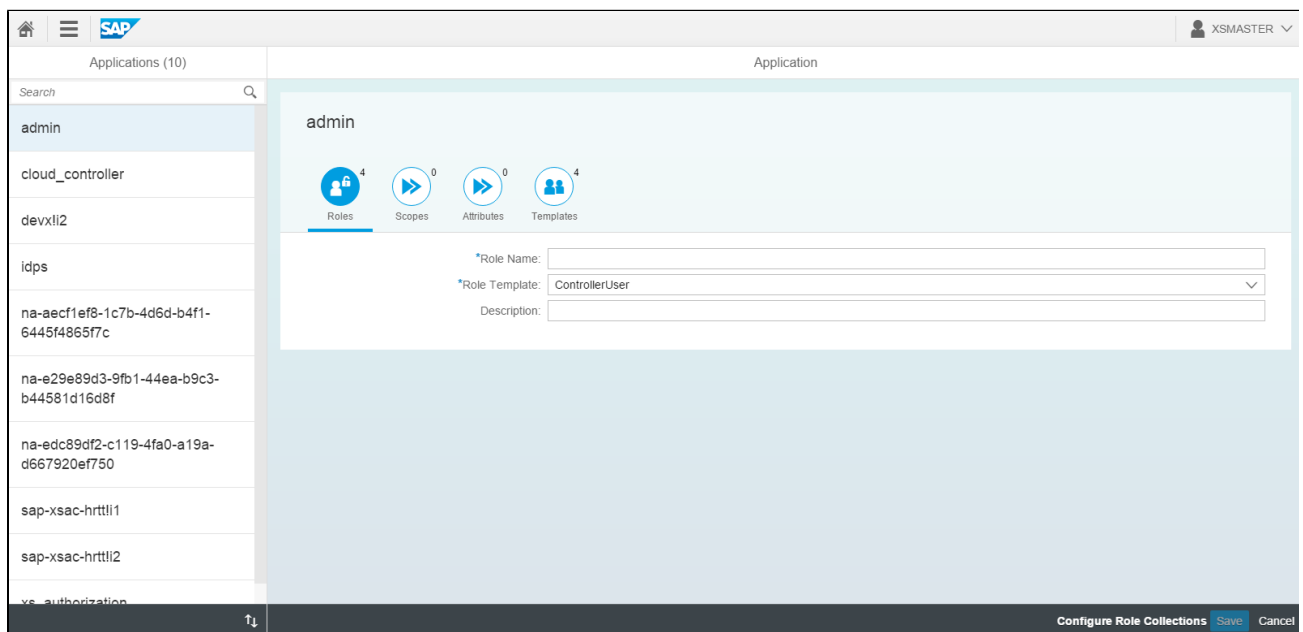 SAP
XSMASTER
Applications (10)
Application
Search
admin
cloud_controller
devx!i2
idps
na-aecf1ef8-1c7b-4d6d-b4f1-
6445f4865f7c
na-e29e89d3-9fb1-44ea-b9c3-
b44581d16d8f
na-edc89df2-c119-4fa0-a19a-
d667920ef750
sap-xsac-hrtt!i1
sap-xsac-hrtt!i2
xs_authorization
admin
4
0
0
4
Roles
Scopes
Attributes
Templates
*Role Name:
*Role Template: ControllerUser
Description:
Configure Role Collections Save Cancel